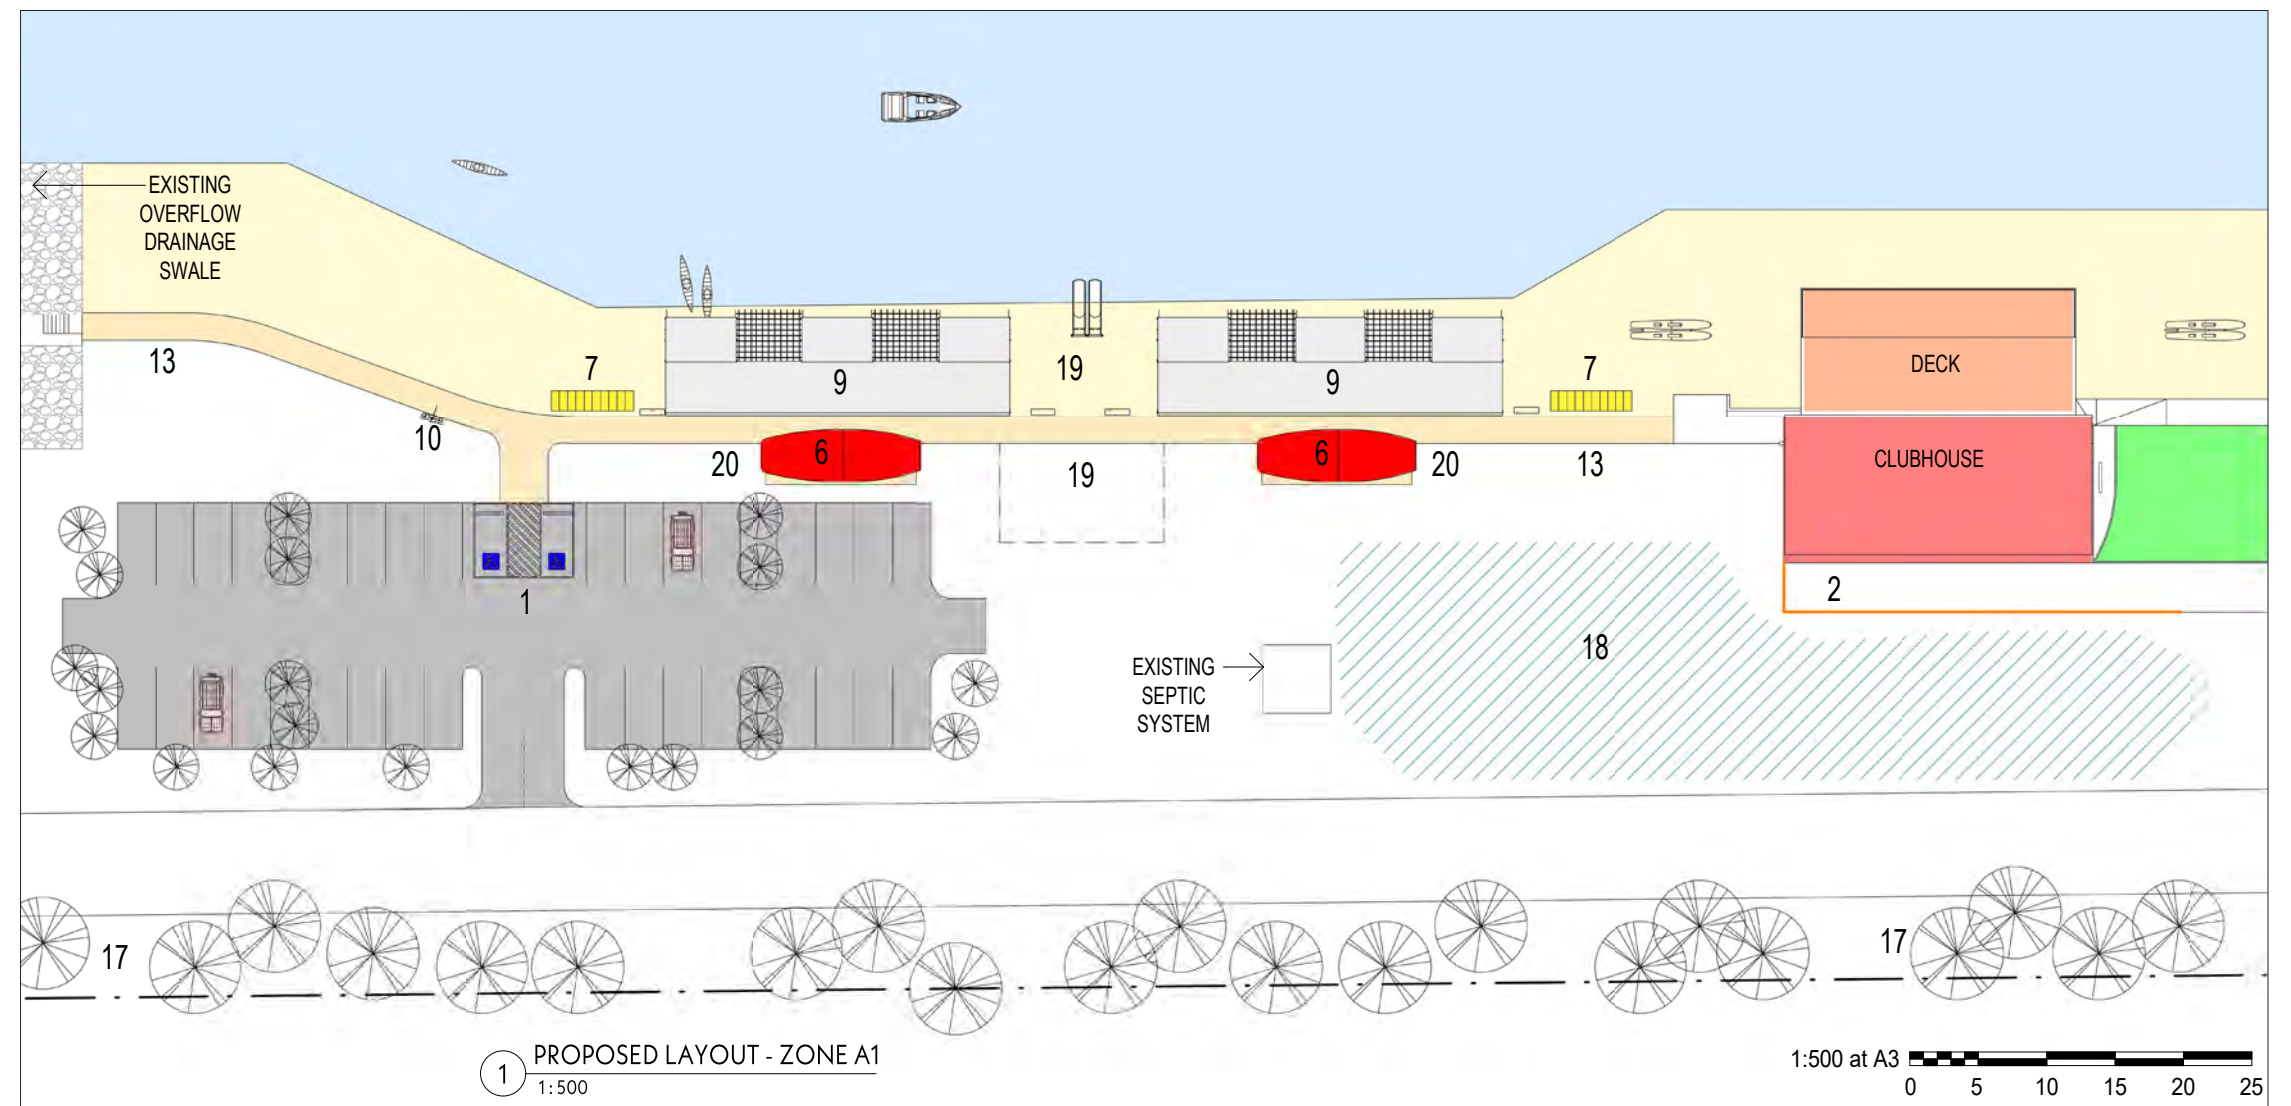 EXISTING
OVERFLOW
DRAINAGE
SWALE
13
10
7
9
19
9
7
DECK
20
6
19
6
20
13
CLUBHOUSE
1
2
18
EXISTING
SEPTIC
SYSTEM
17
17
1
PROPOSED LAYOUT - ZONE A1
1:500
1:500 at A3
0 5 10 15 20 25